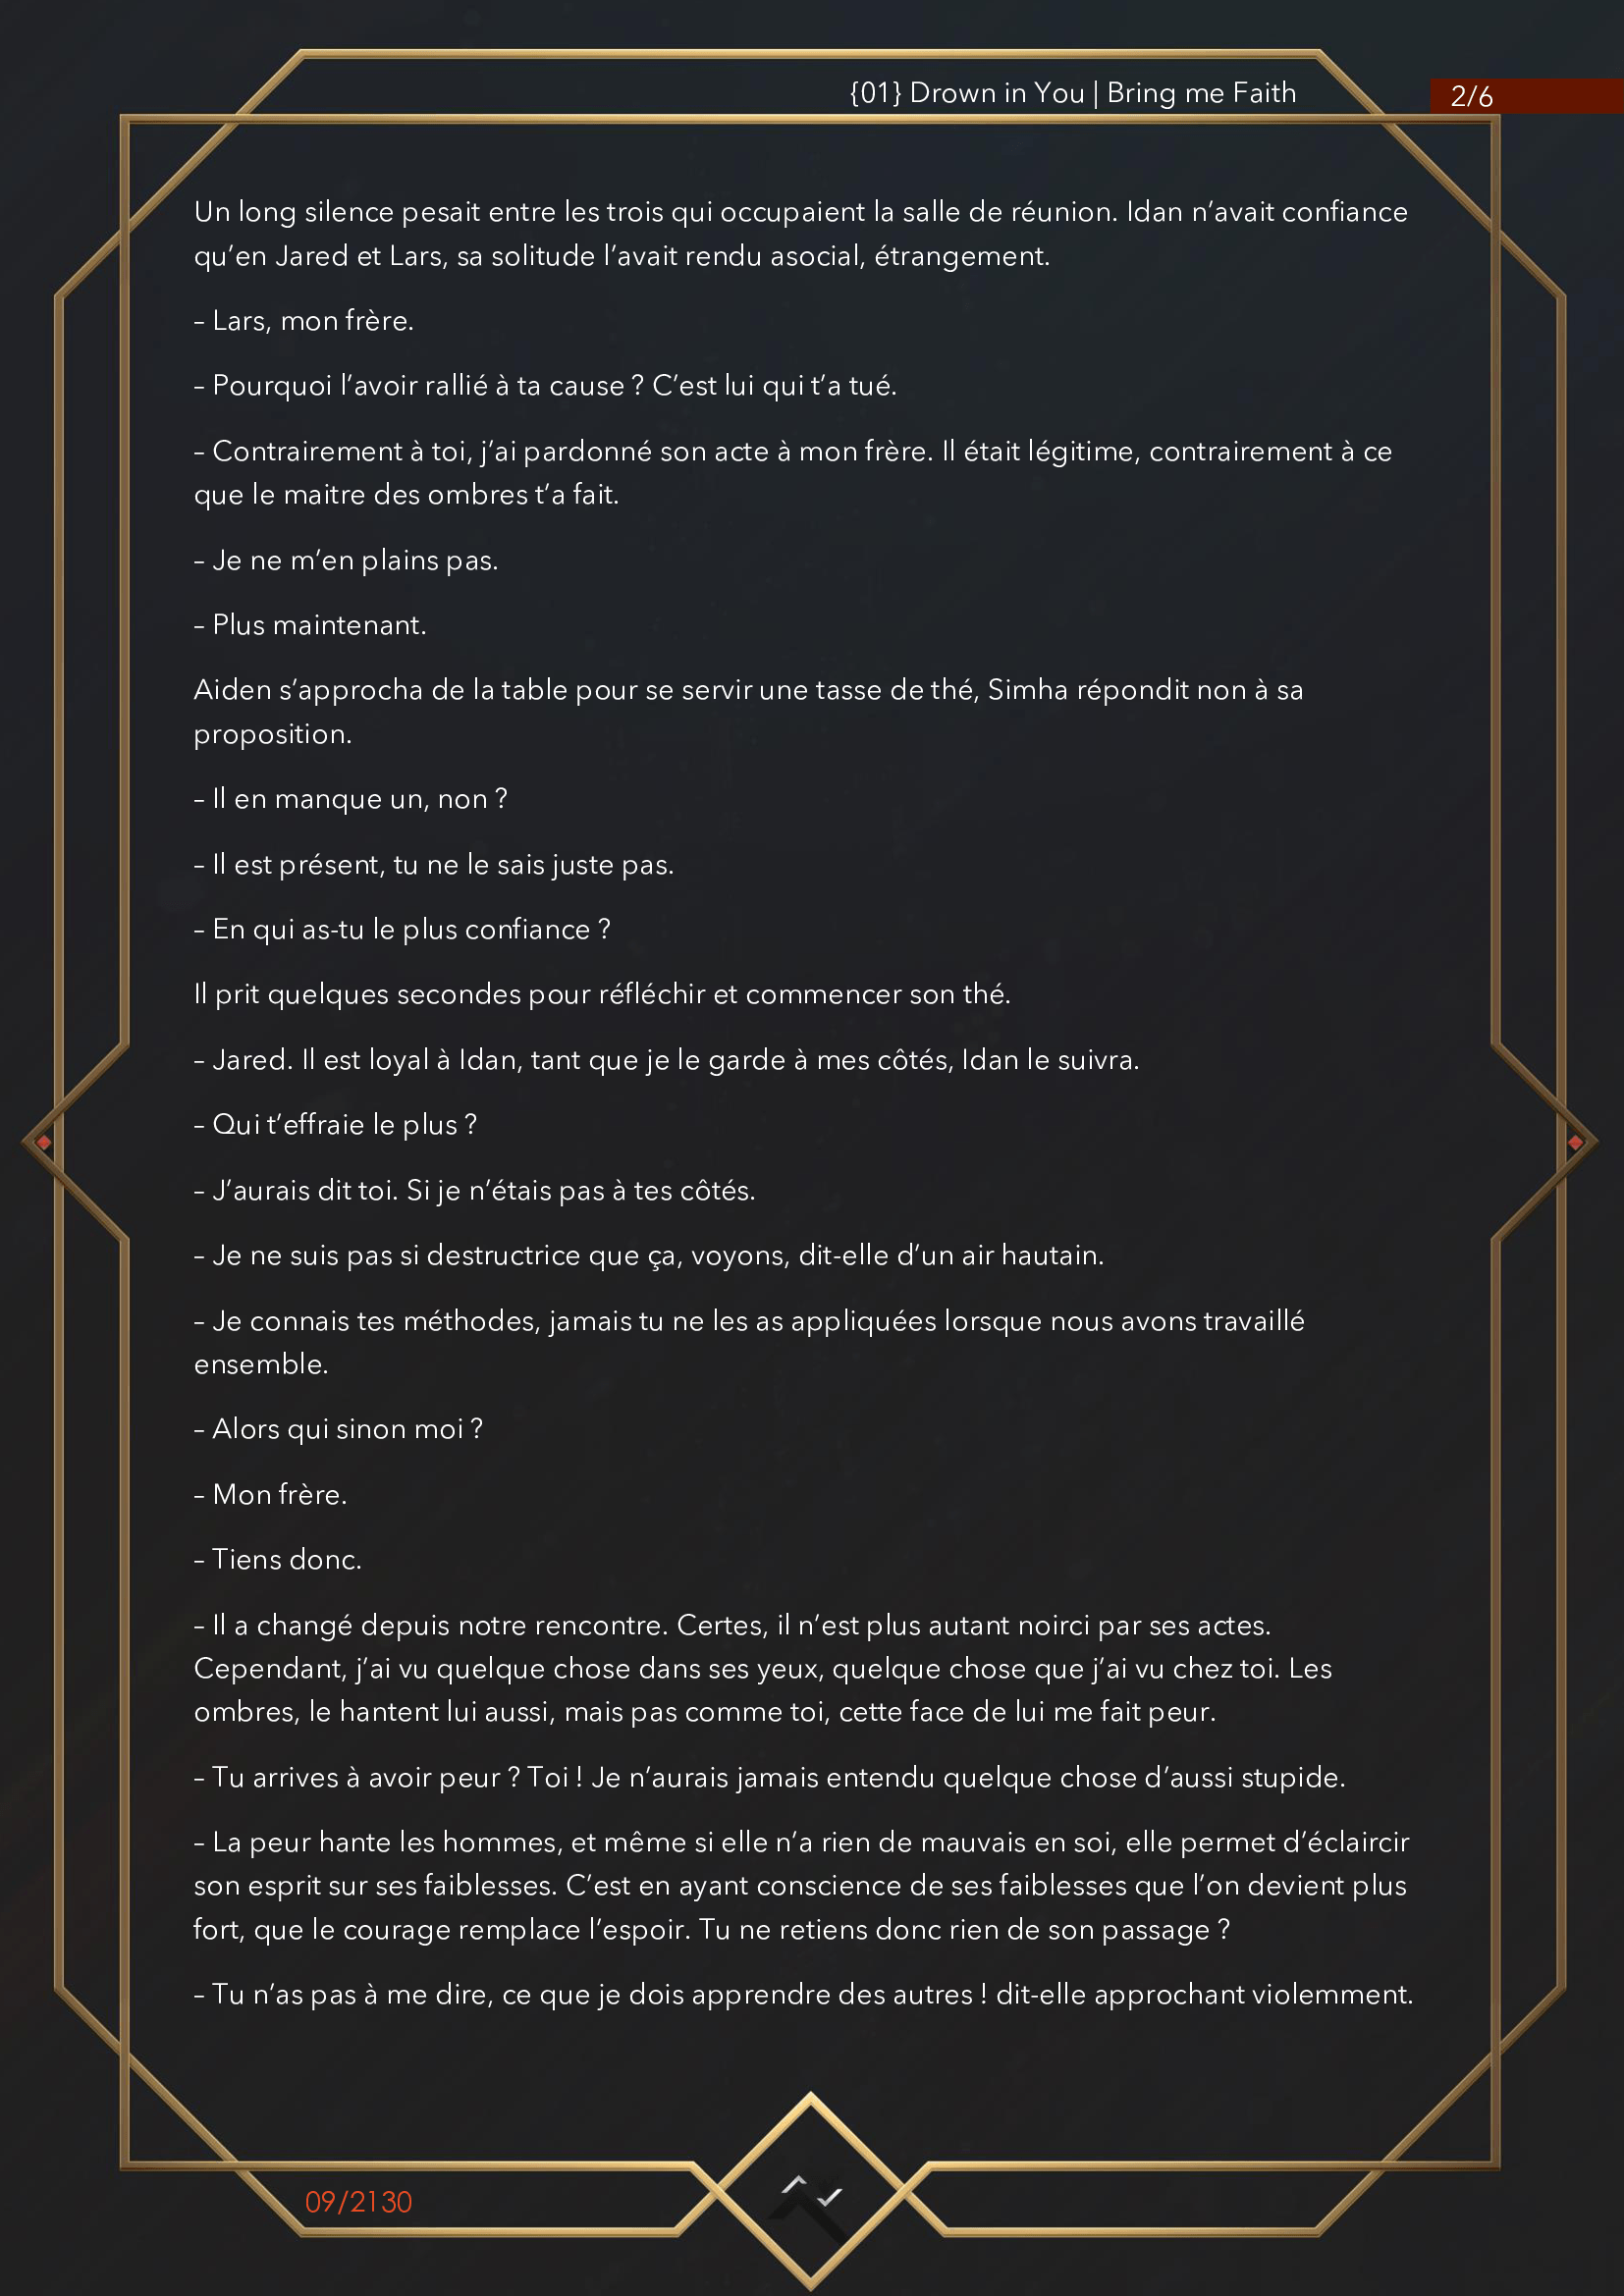 {01} Drown in You | Bring me Faith
2/6
Un long silence pesait entre les trois qui occupaient la salle de réunion. Idan n’avait confiance
qu’en Jared et Lars, sa solitude l’avait rendu asocial, étrangement.
– Lars, mon frère.
– Pourquoi l’avoir rallié à ta cause ? C’est lui qui t’a tué.
– Contrairement à toi, j’ai pardonné son acte à mon frère. Il était légitime, contrairement à ce
que le maitre des ombres t’a fait.
– Je ne m’en plains pas.
– Plus maintenant.
Aiden s’approcha de la table pour se servir une tasse de thé, Simha répondit non à sa
proposition.
– Il en manque un, non ?
– Il est présent, tu ne le sais juste pas.
– En qui as-tu le plus confiance ?
Il prit quelques secondes pour réfléchir et commencer son thé.
– Jared. Il est loyal à Idan, tant que je le garde à mes côtés, Idan le suivra.
– Qui t’effraie le plus ?
– J’aurais dit toi. Si je n’étais pas à tes côtés.
– Je ne suis pas si destructrice que ça, voyons, dit-elle d’un air hautain.
– Je connais tes méthodes, jamais tu ne les as appliquées lorsque nous avons travaillé
ensemble.
– Alors qui sinon moi ?
– Mon frère.
– Tiens donc.
– Il a changé depuis notre rencontre. Certes, il n’est plus autant noirci par ses actes.
Cependant, j’ai vu quelque chose dans ses yeux, quelque chose que j’ai vu chez toi. Les
ombres, le hantent lui aussi, mais pas comme toi, cette face de lui me fait peur.
– Tu arrives à avoir peur ? Toi ! Je n’aurais jamais entendu quelque chose d’aussi stupide.
– La peur hante les hommes, et même si elle n’a rien de mauvais en soi, elle permet d’éclaircir
son esprit sur ses faiblesses. C’est en ayant conscience de ses faiblesses que l’on devient plus
fort, que le courage remplace l’espoir. Tu ne retiens donc rien de son passage ?
– Tu n’as pas à me dire, ce que je dois apprendre des autres ! dit-elle approchant violemment.
09/2130